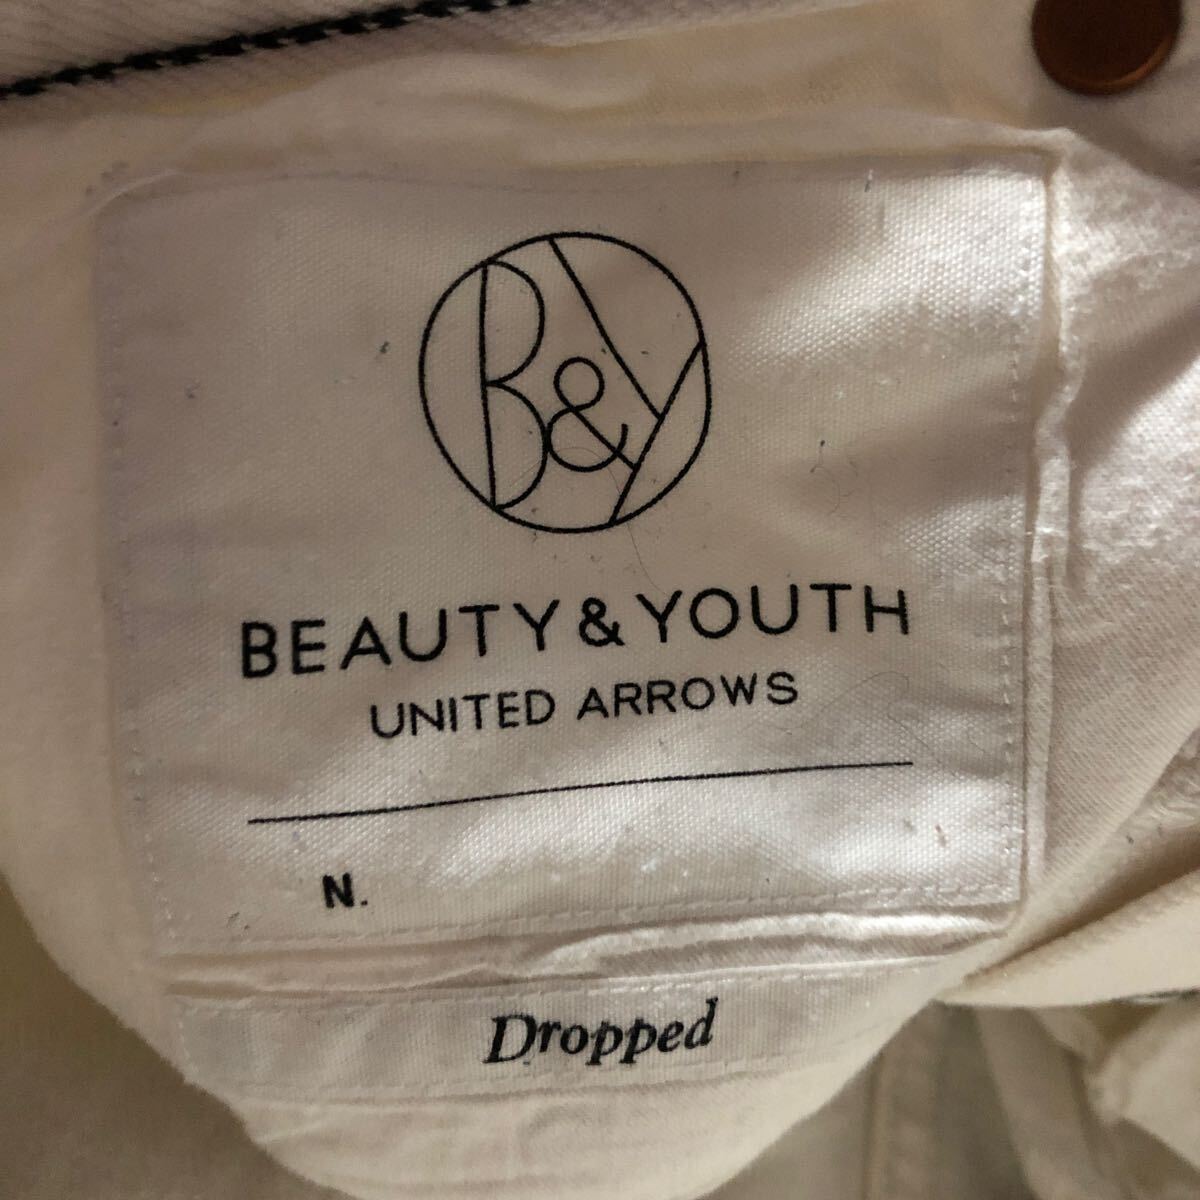 B&Y
BEAUTY & YOUTH
UNITED ARROWS
N.
Dropped